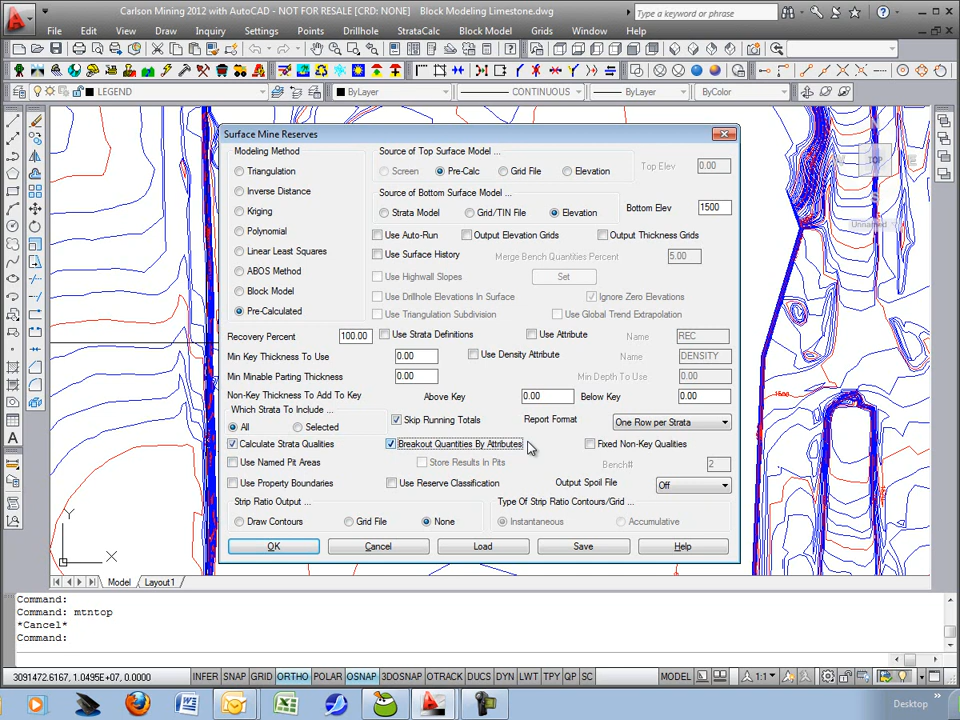 Carlson Mining 2012 with AutoCAD - NOT FOR RESALE [CRD: NONE] Block Modeling Limestone.dwg
Type a keyword or phrase
File Edit View Draw Inquiry Settings Points Drillhole StrataCalc Block Model Grids Window Help
LEGEND
ByLayer
CONTINUOUS
ByLayer
ByColor
Surface Mine Reserves
Modeling Method
Triangulation
Inverse Distance
Kriging
Polynomial
Linear Least Squares
ABOS Method
Block Model
Pre-Calculated
Source of Top Surface Model ...
Screen Pre-Calc Grid File Elevation Top Elev 0.00
Source of Bottom Surface Model ...
Strata Model Grid/TIN File Elevation Bottom Elev 1500
Use Auto-Run Output Elevation Grids Output Thickness Grids
Use Surface History Merge Bench Quantities Percent 5.00
Use Highwall Slopes Set
Use Drillhole Elevations In Surface Ignore Zero Elevations
Use Triangulation Subdivision Use Global Trend Extrapolation
Recovery Percent 100.00 Use Strata Definitions Use Attribute Name REC
Min Key Thickness To Use 0.00 Use Density Attribute Name DENSITY
Min Minable Parting Thickness 0.00 Min Depth To Use 0.00
Non-Key Thickness To Add To Key Above Key 0.00 Below Key 0.00
Which Strata To Include ...
All Selected
Skip Running Totals Report Format One Row per Strata
Calculate Strata Qualities Breakout Quantities By Attributes Fixed Non-Key Qualities
Use Named Pit Areas Store Results In Pits Bench# 2
Use Property Boundaries Use Reserve Classification Output Spoil File Off
Strip Ratio Output ...
Draw Contours Grid File None
Type Of Strip Ratio Contours/Grid ...
Instantaneous Accumulative
OK Cancel Load Save Help
TOP
Unnamed
Y
X
Model Layout1
Command:
Command: mtntop
*Cancel*
Command:
3091472.6167, 1.0495e+07, 0.0000
INFER SNAP GRID ORTHO POLAR OSNAP 3DOSNAP OTRACK DUCS DYN LWT TPY QP SC
MODEL
1:1
Desktop